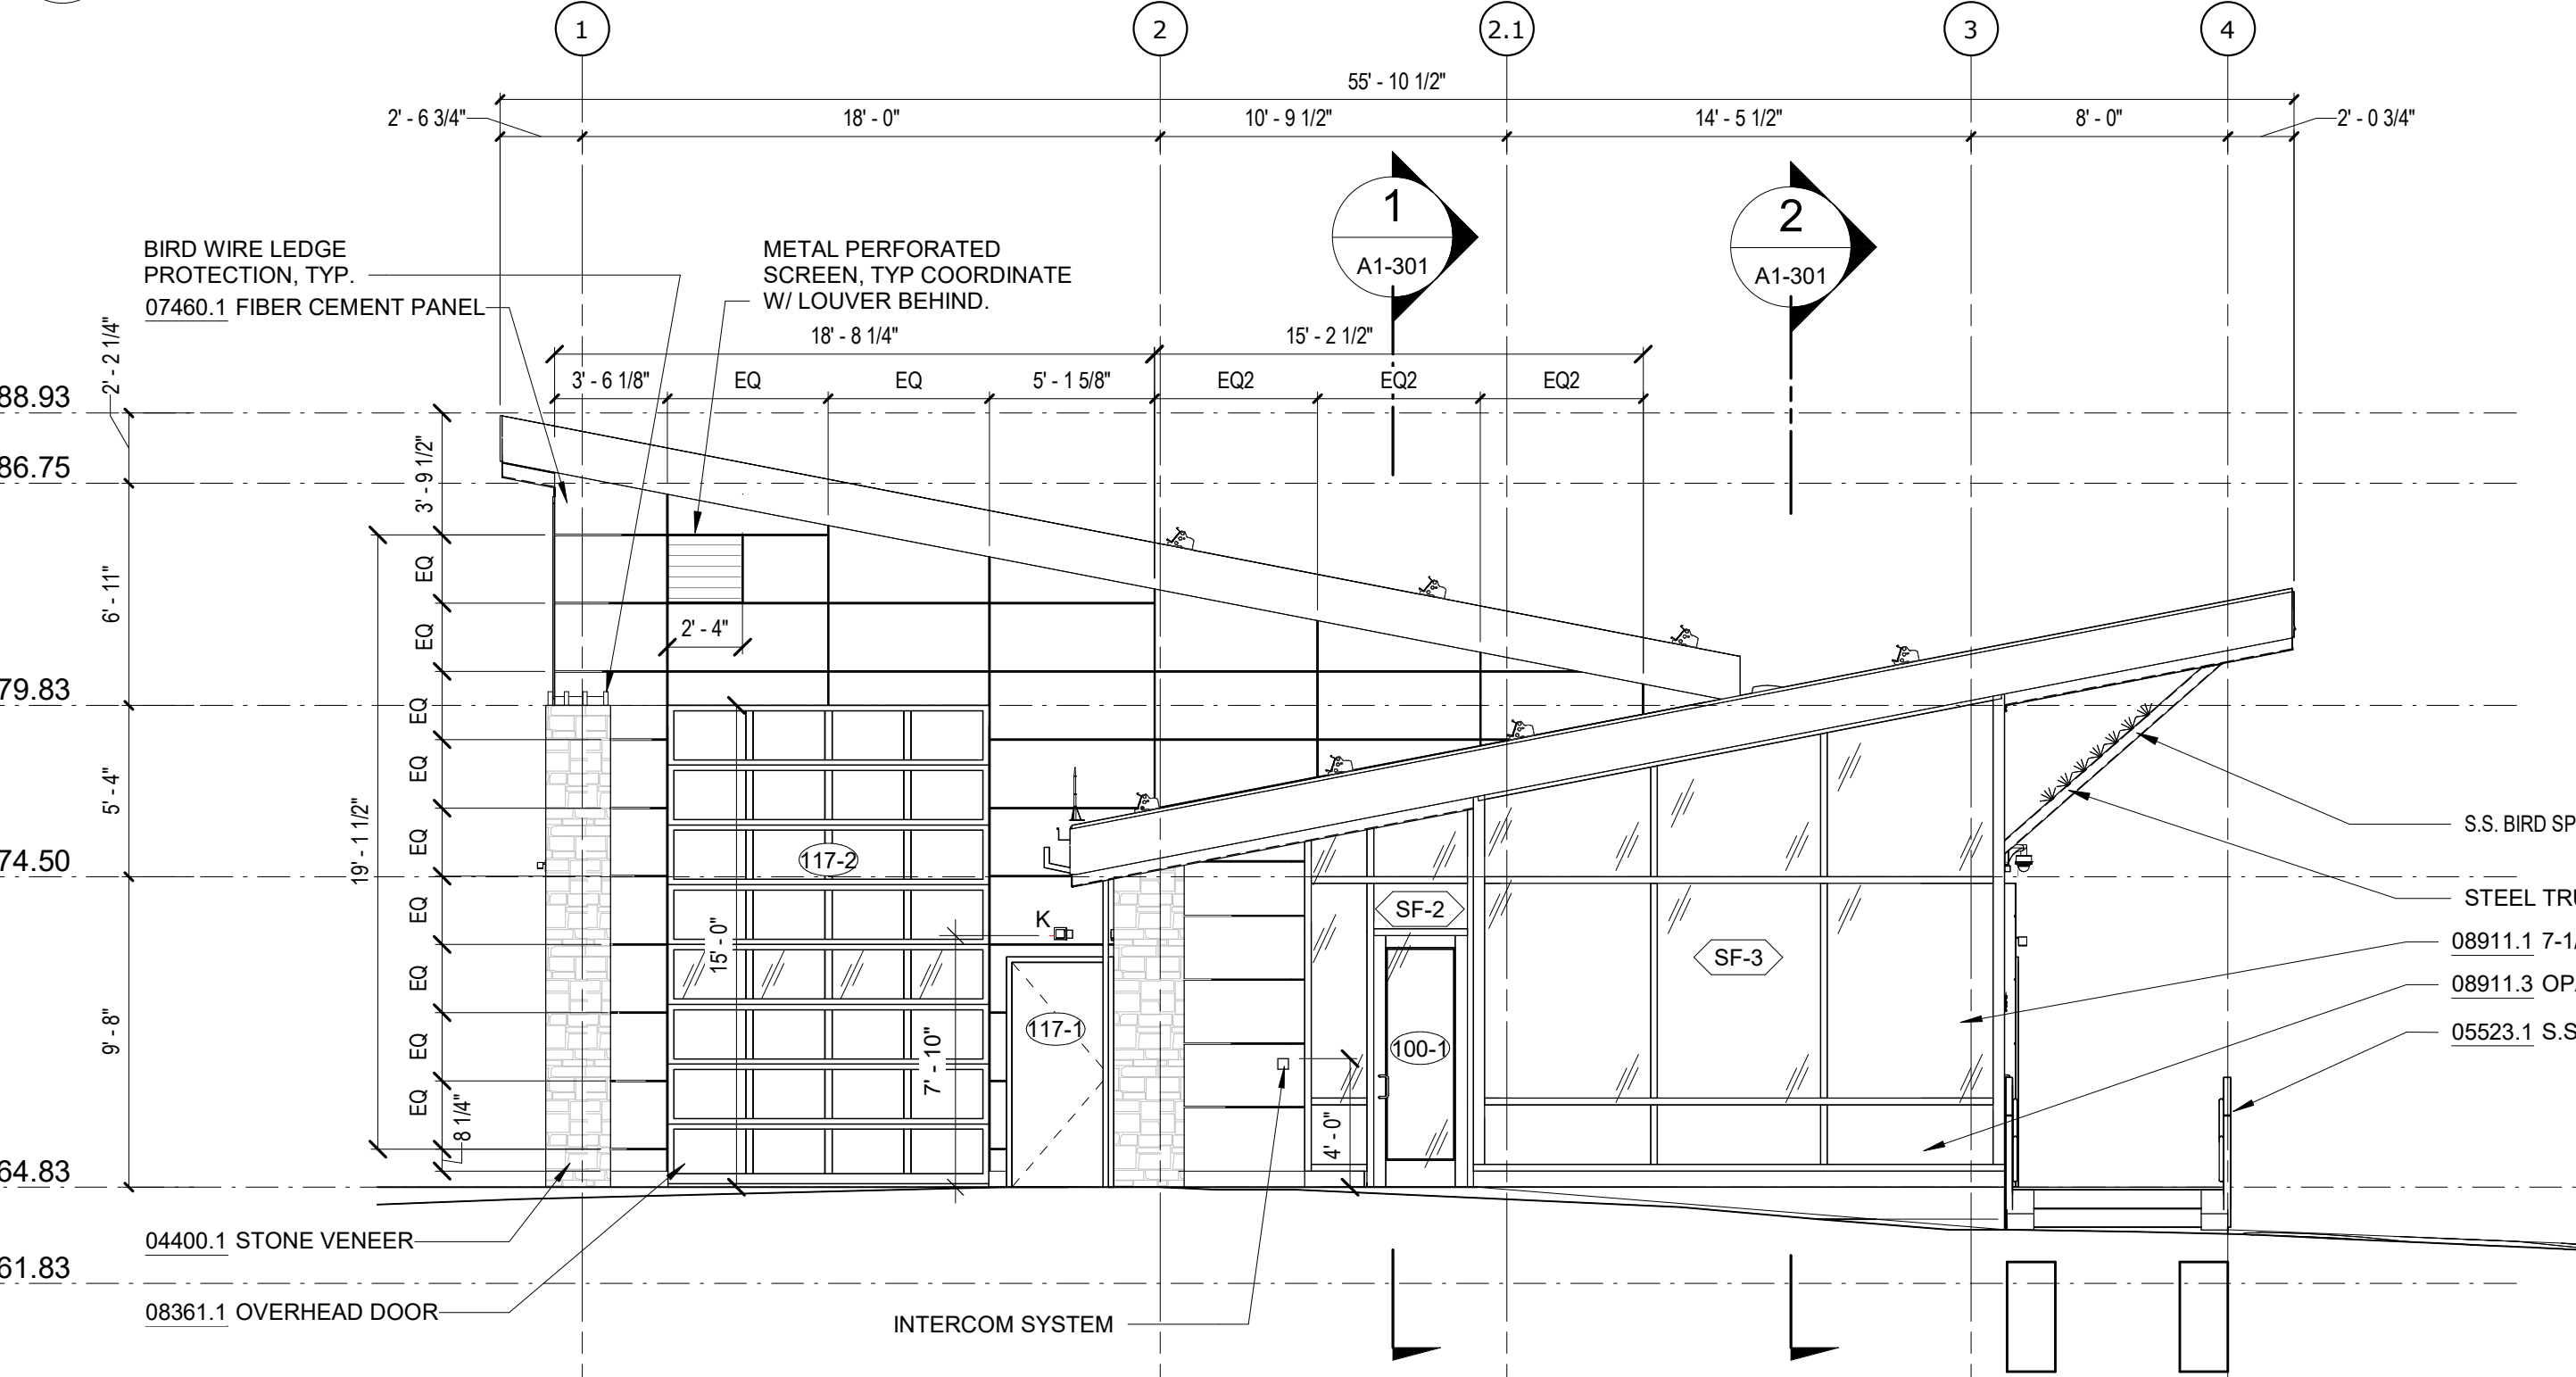 1
2
2.1
3
4
55' - 10 1/2"
2' - 6 3/4"
18' - 0"
10' - 9 1/2"
14' - 5 1/2"
8' - 0"
2' - 0 3/4"
1
A1-301
2
A1-301
BIRD WIRE LEDGE
PROTECTION, TYP.
07460.1 FIBER CEMENT PANEL
METAL PERFORATED
SCREEN, TYP COORDINATE
W/ LOUVER BEHIND.
18' - 8 1/4"
15' - 2 1/2"
3' - 6 1/8"
EQ
EQ
5' - 1 5/8"
EQ2
EQ2
EQ2
88.93
86.75
79.83
74.50
64.83
61.83
2' - 2 1/4"
6' - 11"
5' - 4"
9' - 8"
19' - 1 1/2"
3' - 9 1/2"
EQ
EQ
EQ
EQ
EQ
EQ
EQ
EQ
EQ
8 1/4"
2' - 4"
117-2
15' - 0"
7' - 10"
K
117-1
SF-2
100-1
4' - 0"
SF-3
S.S. BIRD SP
STEEL TRU
08911.1 7-1/
08911.3 OPA
05523.1 S.S
04400.1 STONE VENEER
08361.1 OVERHEAD DOOR
INTERCOM SYSTEM